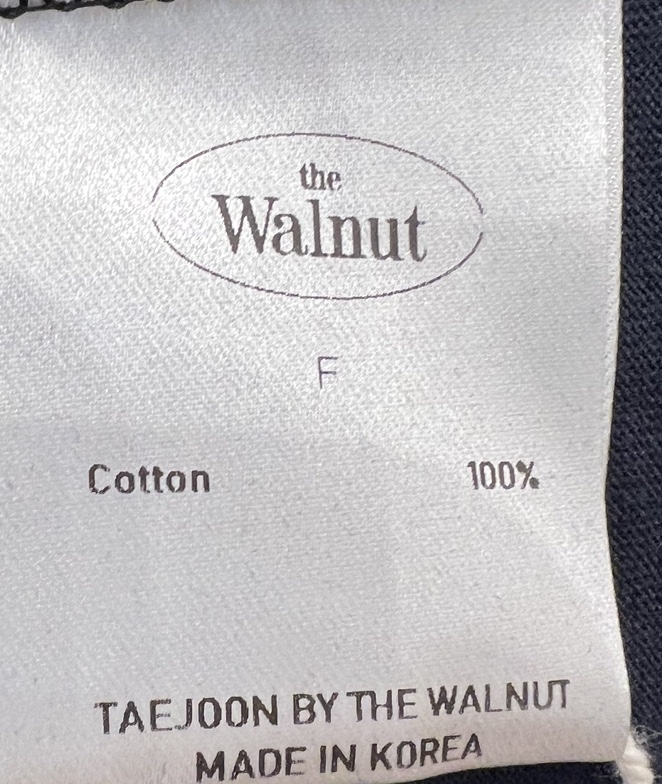 the
Walnut
F
Cotton 100%
TAEJOON BY THE WALNUT
MADE IN KOREA